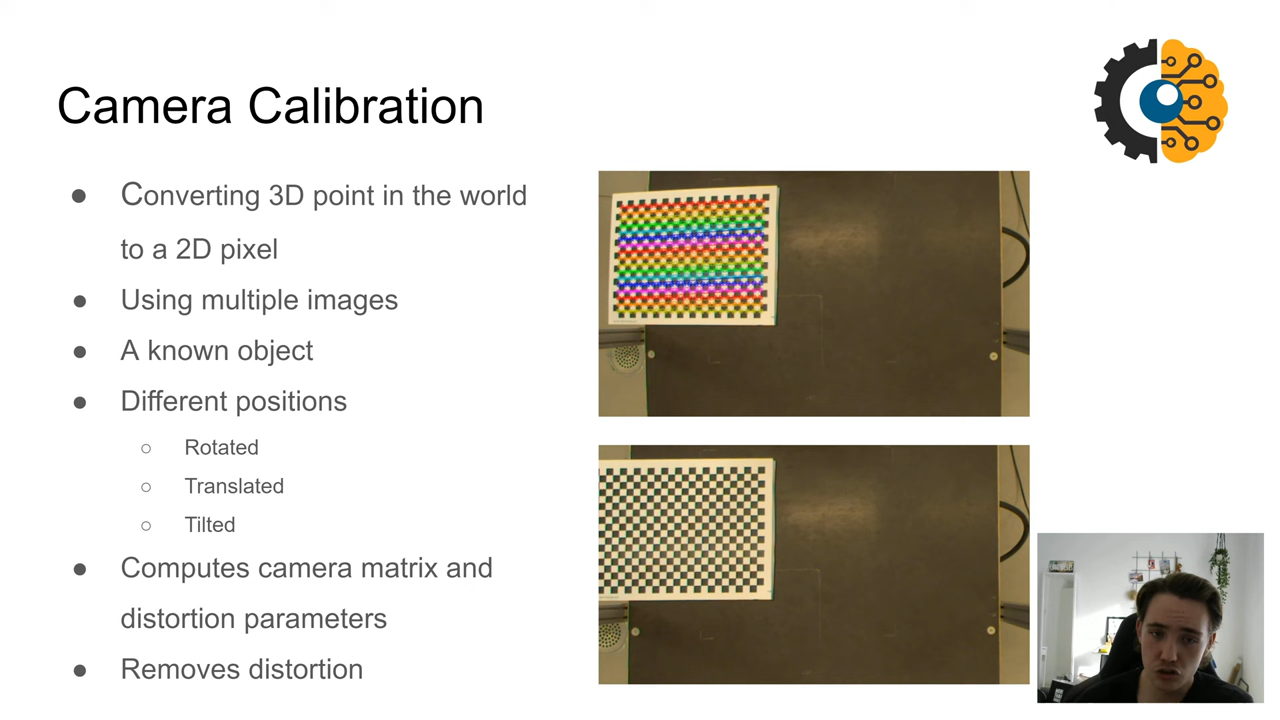 Camera Calibration
● Converting 3D point in the world
to a 2D pixel
● Using multiple images
● A known object
● Different positions
○ Rotated
○ Translated
○ Tilted
● Computes camera matrix and
distortion parameters
● Removes distortion